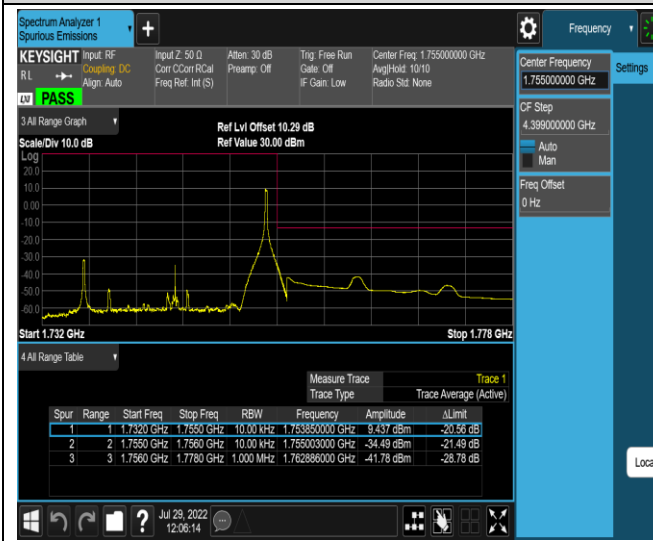 Spectrum Analyzer 1
Spurious Emissions
Frequency
KEYSIGHT
RL
Input: RF
Coupling: DC
Align: Auto
Input Z: 50 Ω
Corr CCorr RCal
Freq Ref: Int (S)
Atten: 30 dB
Preamp: Off
Trig: Free Run
Gate: Off
IF Gain: Low
Center Freq: 1.755000000 GHz
Avg|Hold: 10/10
Radio Std: None
LXI
PASS
Center Frequency
1.755000000 GHz
Settings
CF Step
4.399000000 GHz
Auto
Man
Freq Offset
0 Hz
3 All Range Graph
Scale/Div 10.0 dB
Ref Lvl Offset 10.29 dB
Ref Value 30.00 dBm
Log
20.0
10.0
0.00
-10.0
-20.0
-30.0
-40.0
-50.0
-60.0
Start 1.732 GHz
Stop 1.778 GHz
4 All Range Table
Measure Trace Trace 1
Trace Type Trace Average (Active)
Spur Range Start Freq Stop Freq RBW Frequency Amplitude ΔLimit
1 1 1.7320 GHz 1.7550 GHz 10.00 kHz 1.753850000 GHz 9.437 dBm -20.56 dB
2 2 1.7550 GHz 1.7560 GHz 10.00 kHz 1.755003000 GHz -34.49 dBm -21.49 dB
3 3 1.7560 GHz 1.7780 GHz 1.000 MHz 1.762886000 GHz -41.78 dBm -28.78 dB
Loca
Jul 29, 2022
12:06:14